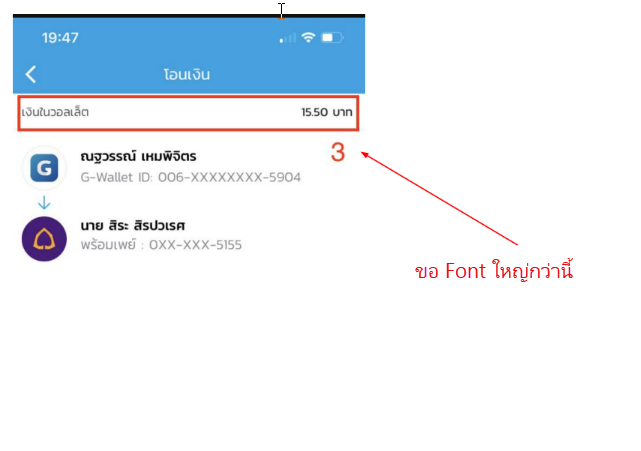 19:47
โอนเงิน
เงินในวอลเล็ต 15.50 บาท
3
G
ณฐวรรณ์ เหมพิจิตร
G-Wallet ID: 006-XXXXXXXX-5904
นาย สิระ สิรปวเรศ
พร้อมเพย์ : 0XX-XXX-5155
ขอ Font ใหญ่กว่านี้